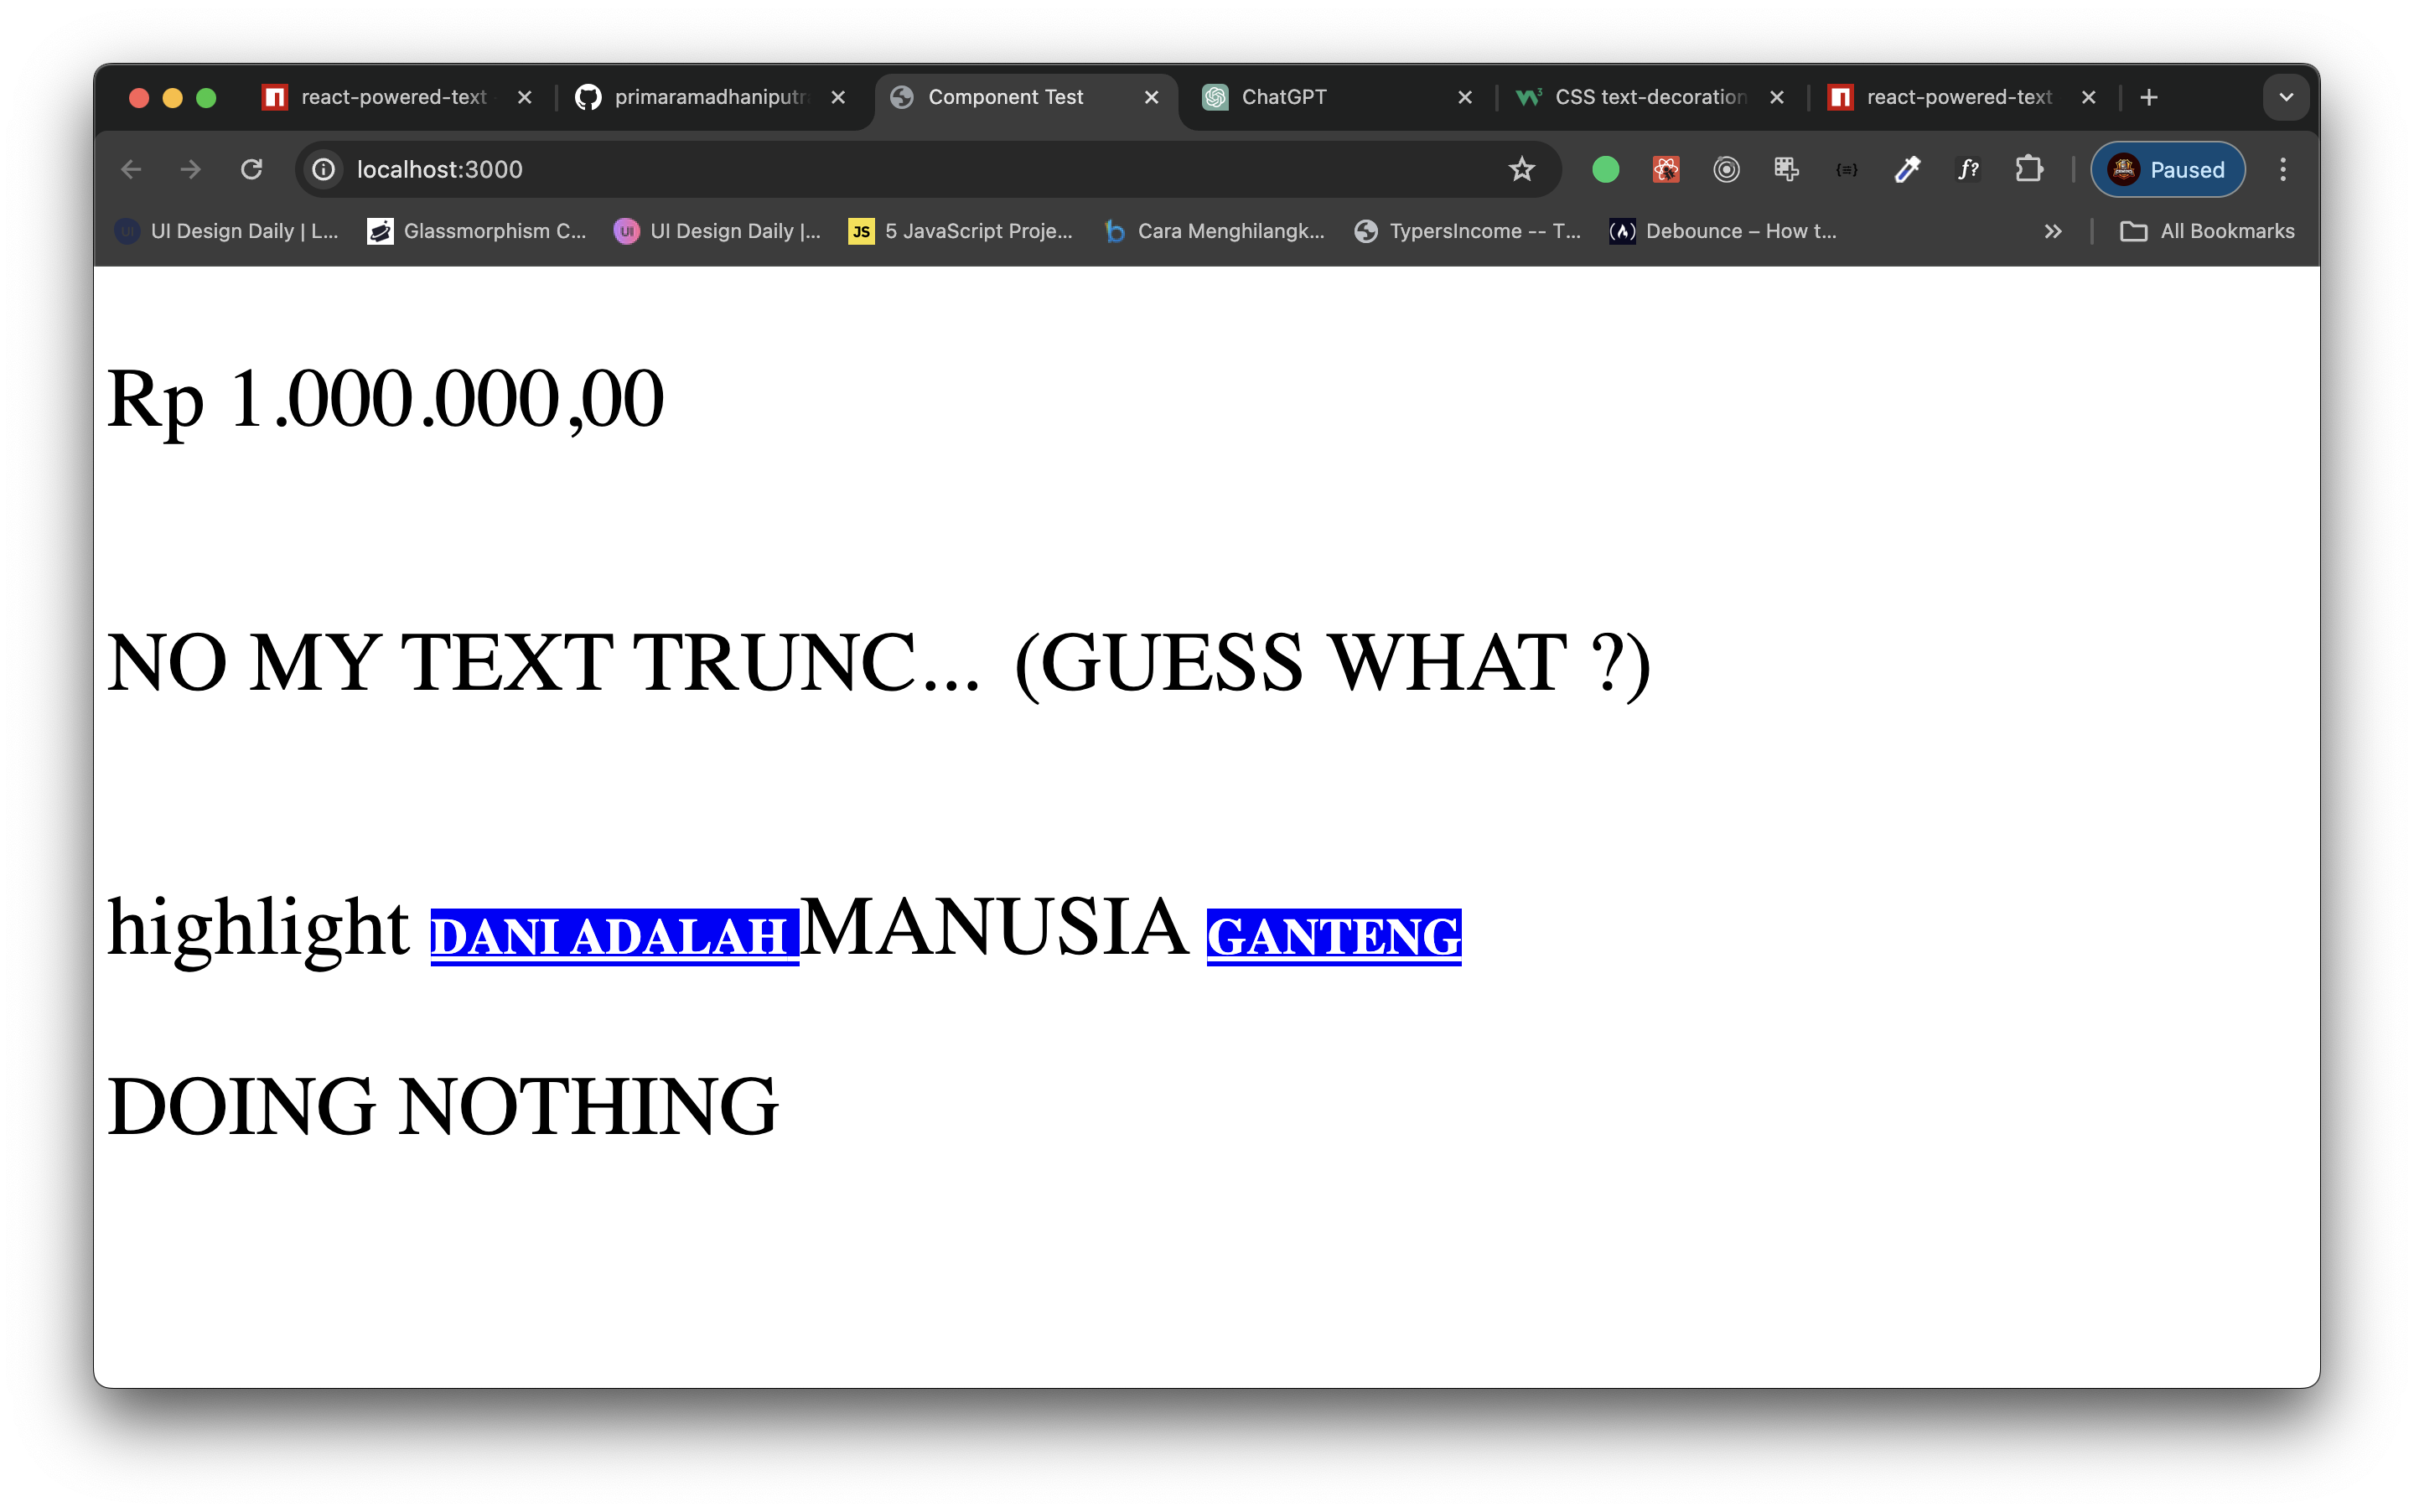 react-powered-text
primaramadhaniputr
Component Test
ChatGPT
CSS text-decoration
react-powered-text
localhost:3000
f?
Paused
UI Design Daily | L...
Glassmorphism C...
UI Design Daily |...
JS 5 JavaScript Proje...
Cara Menghilangk...
TypersIncome -- T...
Debounce – How t...
All Bookmarks
Rp 1.000.000,00
NO MY TEXT TRUNC... (GUESS WHAT ?)
highlight DANI ADALAH MANUSIA GANTENG
DOING NOTHING